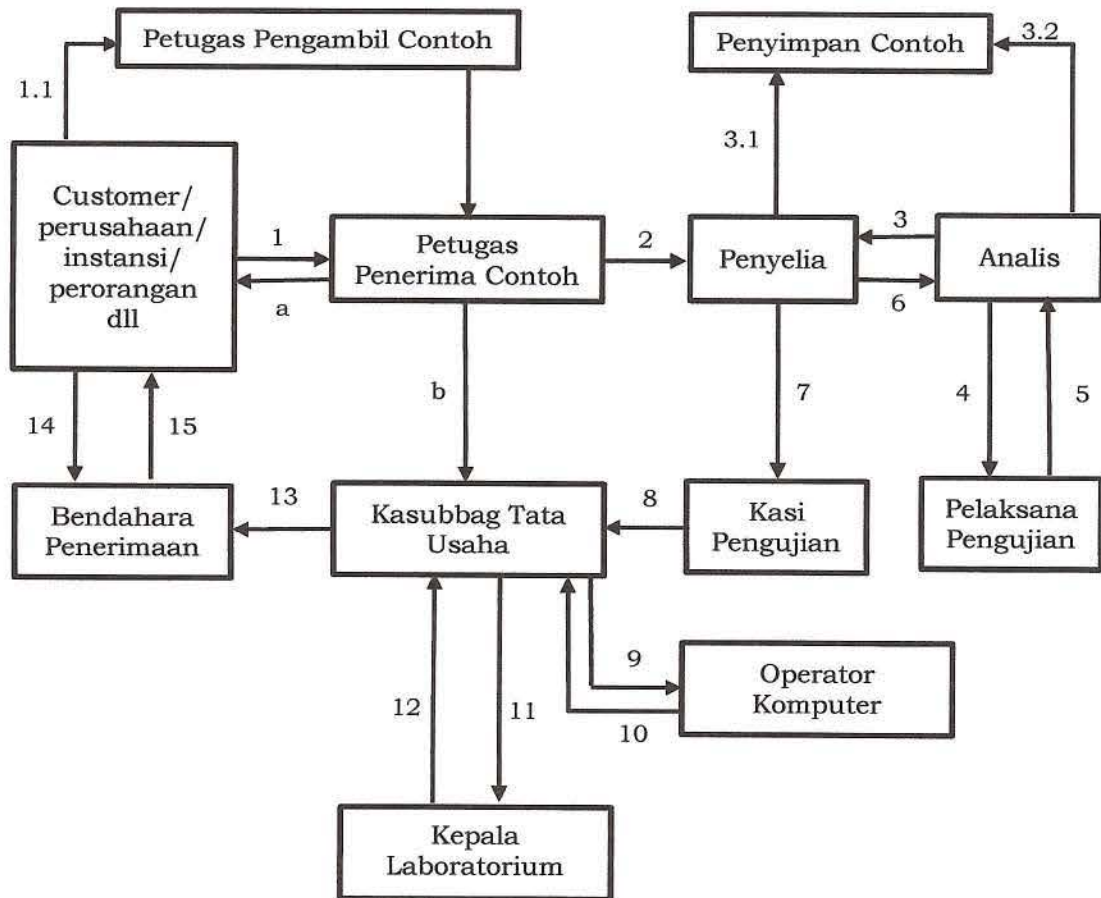 Petugas Pengambil Contoh
Penyimpan Contoh
3.2
1.1
3.1
Customer/
perusahaan/
instansi/
perorangan
dll
1
a
Petugas
Penerima Contoh
2
Penyelia
3
6
Analis
b
7
4
5
14
15
Bendahara
Penerimaan
13
Kasubbag Tata
Usaha
8
Kasi
Pengujian
Pelaksana
Pengujian
9
10
Operator
Komputer
12
11
Kepala
Laboratorium